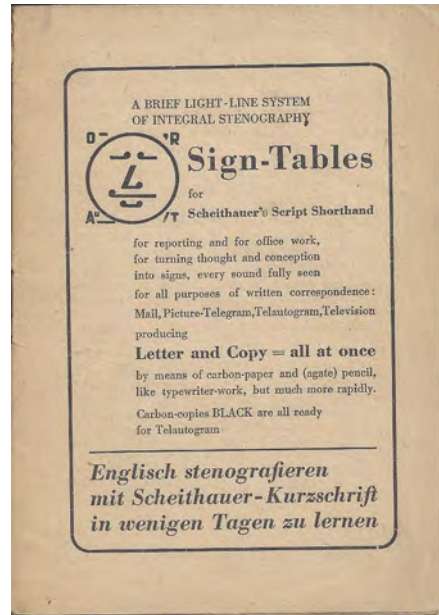 A BRIEF LIGHT-LINE SYSTEM
OF INTEGRAL STENOGRAPHY
O R
Sign-Tables
for
A T Scheithauer's Script Shorthand
for reporting and for office work,
for turning thought and conception
into signs, every sound fully seen
for all purposes of written correspondence:
Mail, Picture-Telegram, Telautogram, Television
producing
Letter and Copy = all at once
by means of carbon-paper and (agate) pencil,
like typewriter-work, but much more rapidly.
Carbon-copies BLACK are all ready
for Telautogram
Englisch stenografieren
mit Scheithauer-Kurzschrift
in wenigen Tagen zu lernen